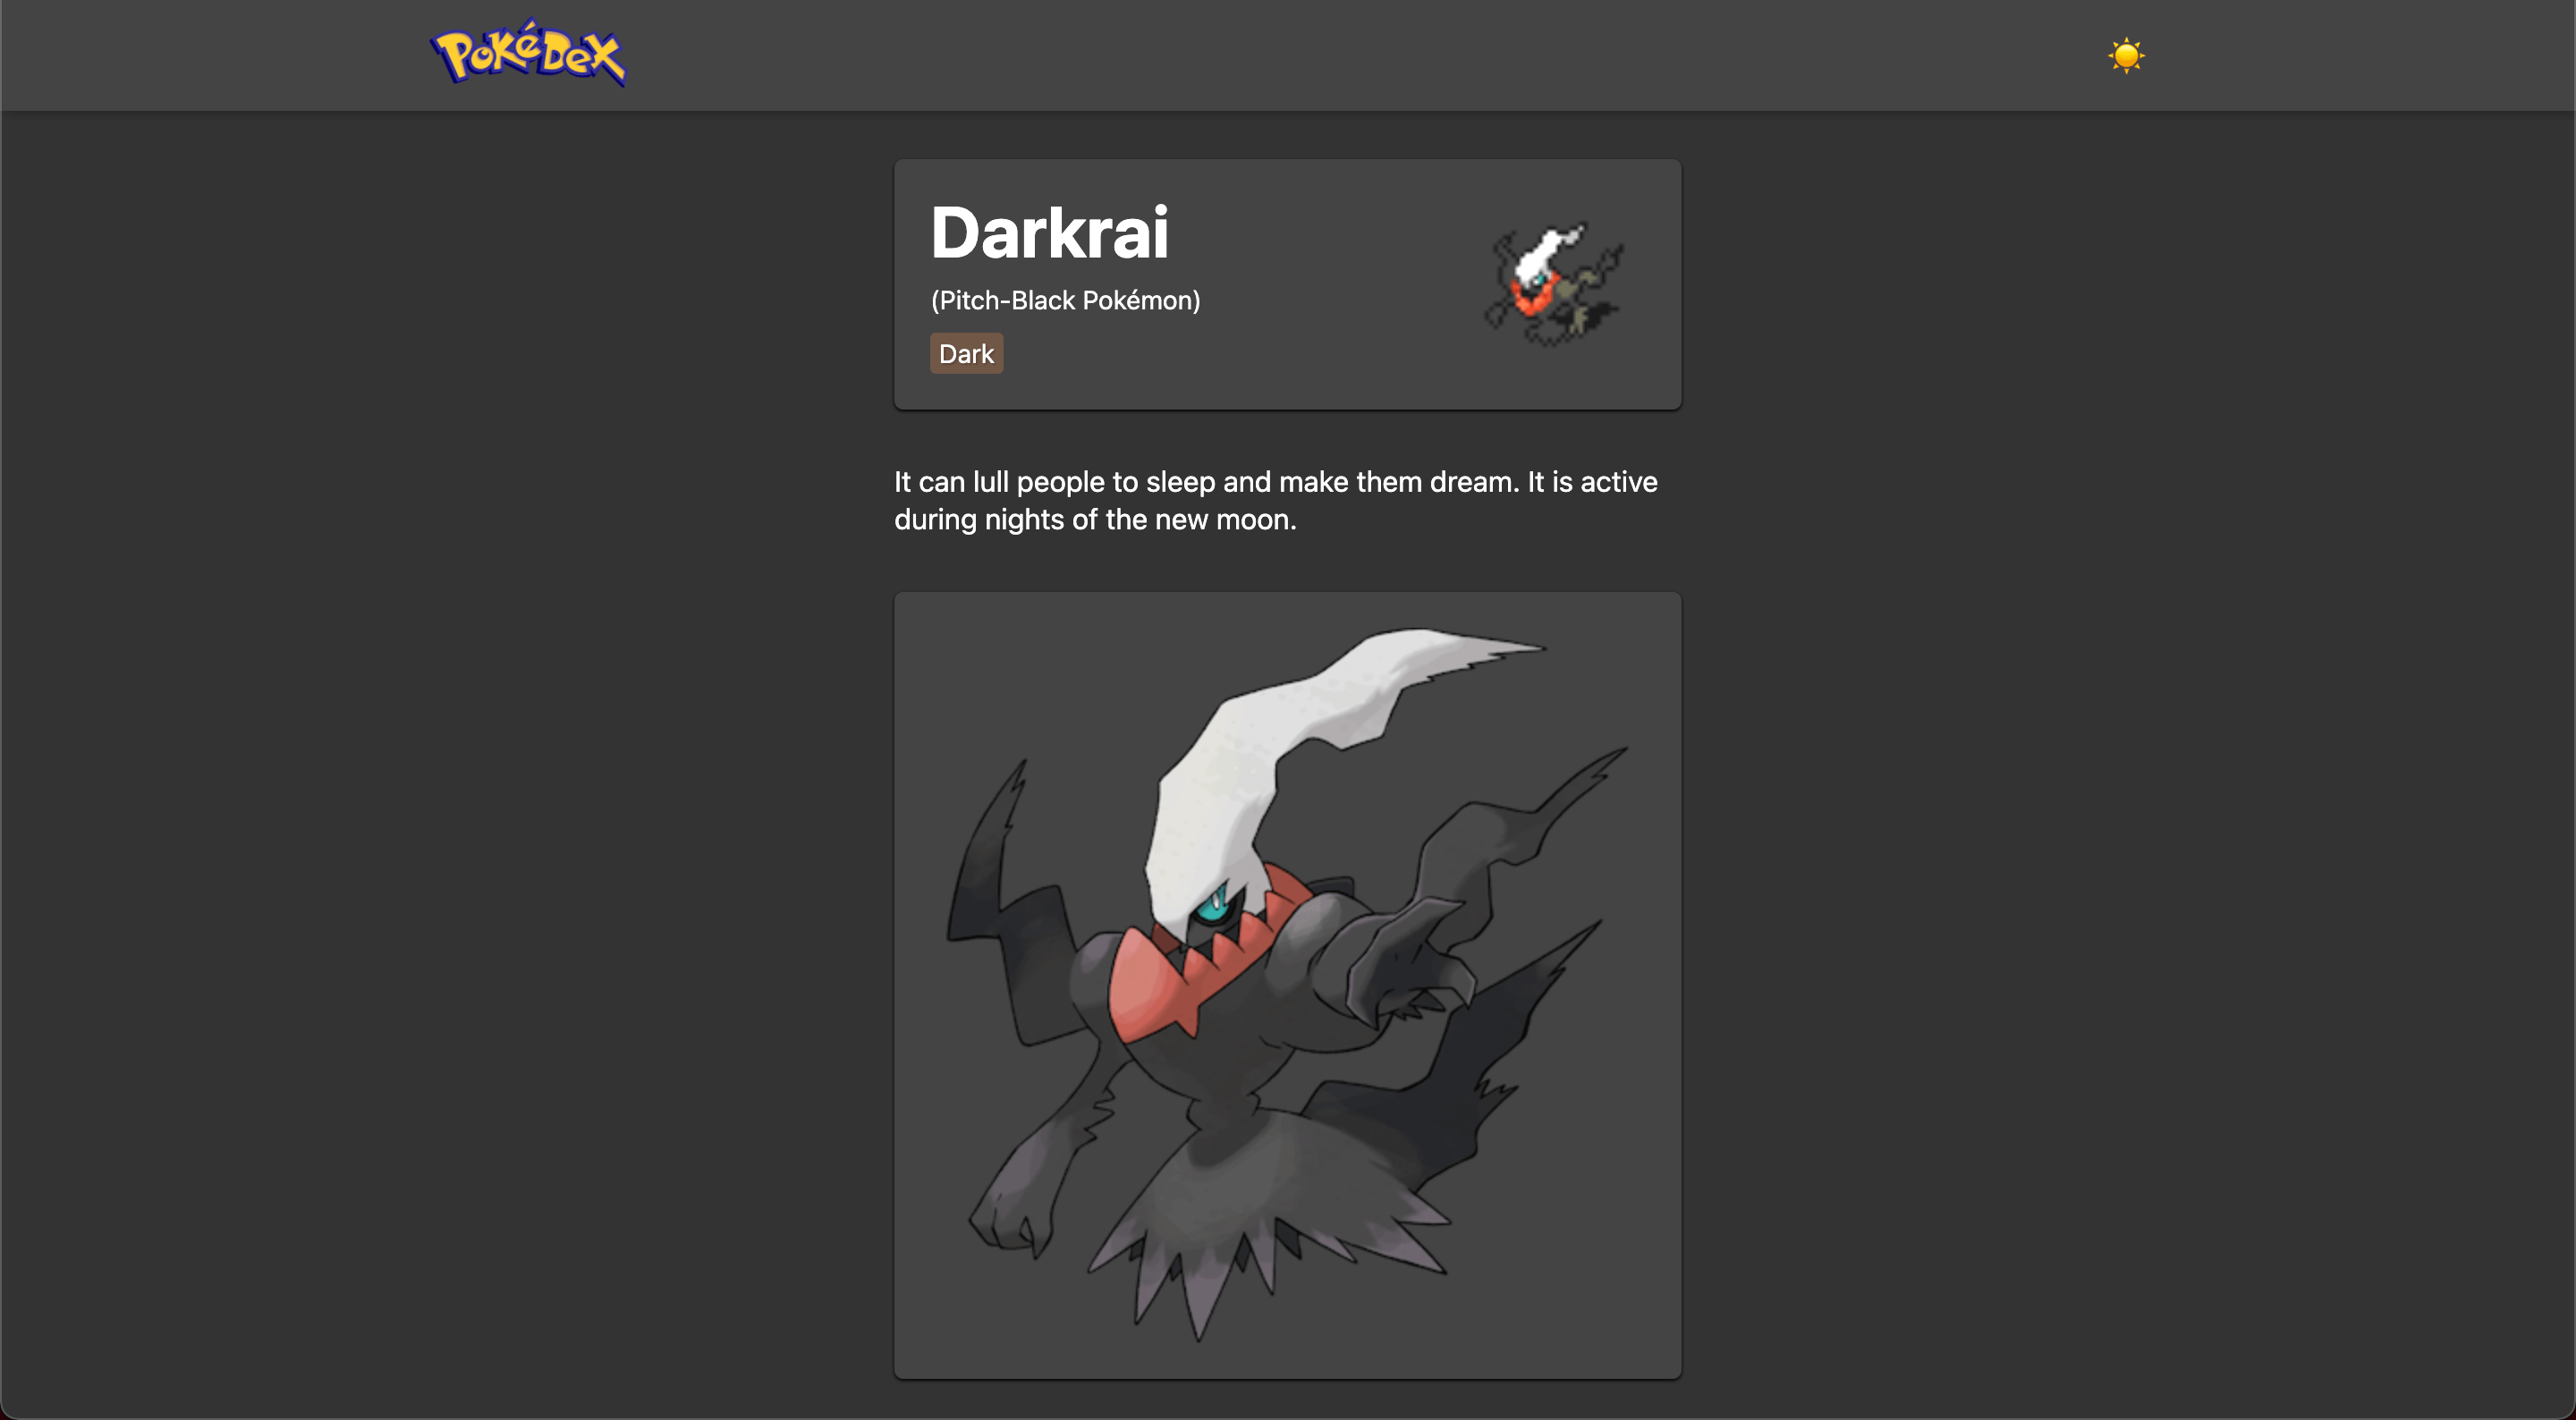 PokéDex
Darkrai
(Pitch-Black Pokémon)
Dark
It can lull people to sleep and make them dream. It is active
during nights of the new moon.